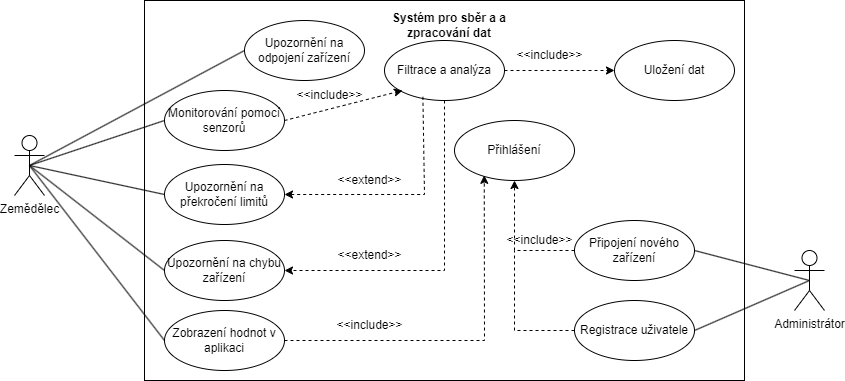 Systém pro sběr a a
zpracování dat
Upozornění na
odpojení zařízení
Filtrace a analýza
<<include>>
Uložení dat
<<include>>
Monitorování pomocí
senzorů
Přihlášení
Zemědělec
Upozornění na
překročení limitů
<<extend>>
Upozornění na chybu
zařízení
<<extend>>
<<include>>
Připojení nového
zařízení
Zobrazení hodnot v
aplikaci
<<include>>
Registrace uživatele
Administrátor